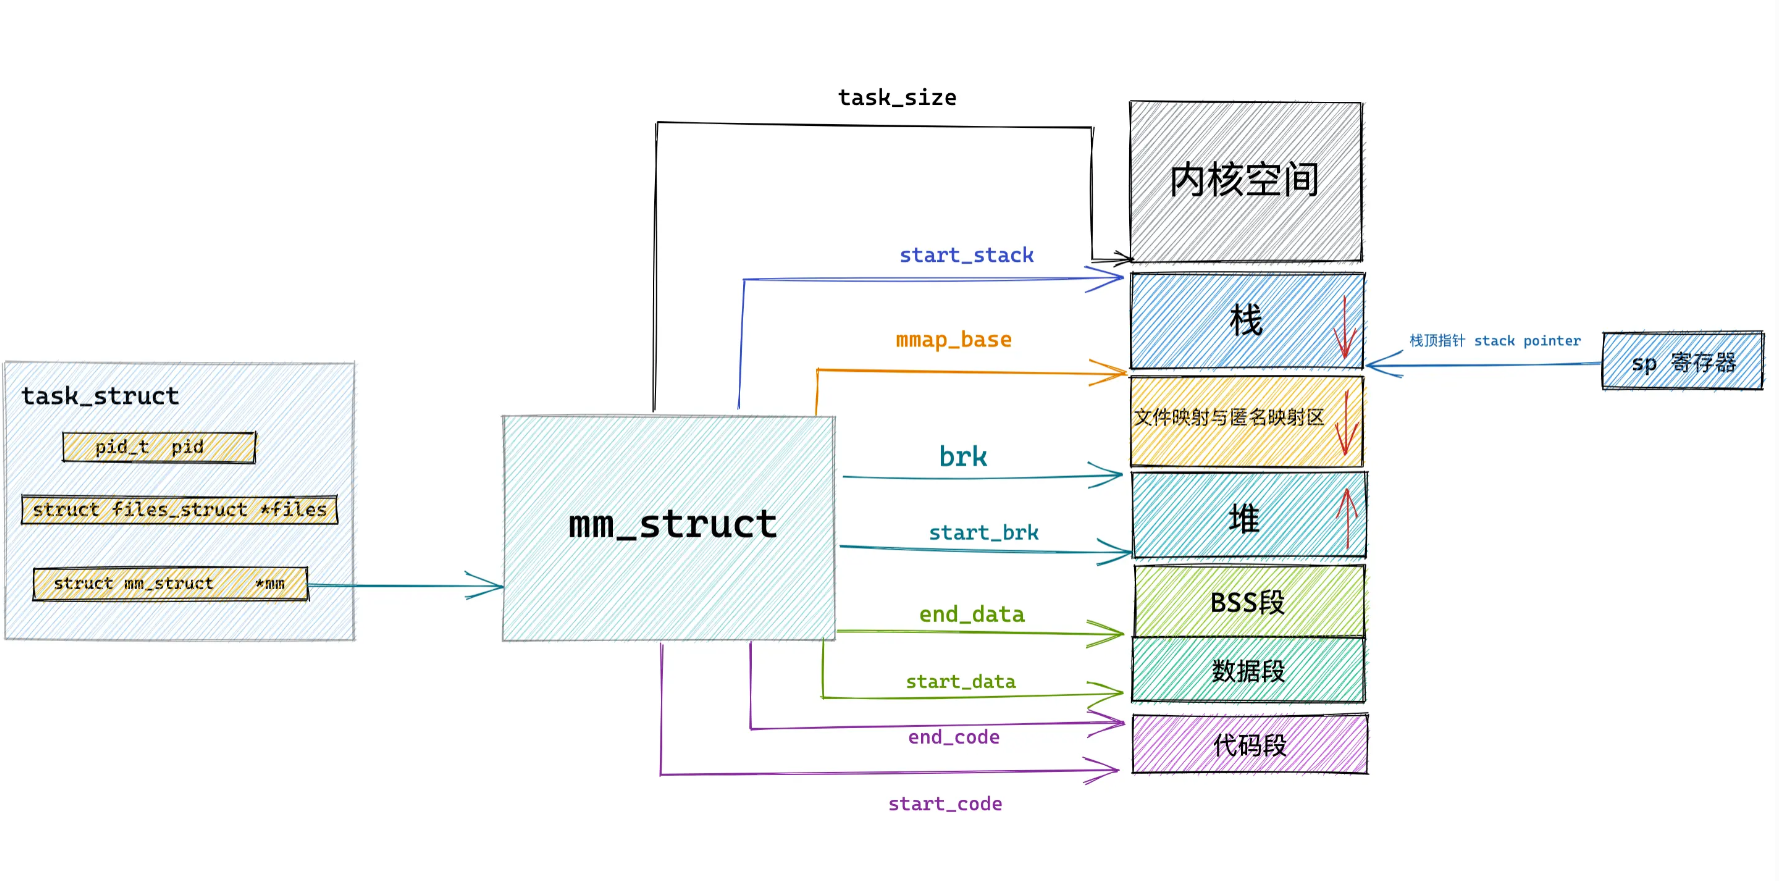 task_size
内核空间
start_stack
栈
mmap_base
栈顶指针 stack pointer
sp 寄存器
task_struct
文件映射与匿名映射区
pid_t pid
brk
struct files_struct *files
mm_struct
堆
start_brk
struct mm_struct *mm
BSS段
end_data
数据段
start_data
end_code
代码段
start_code